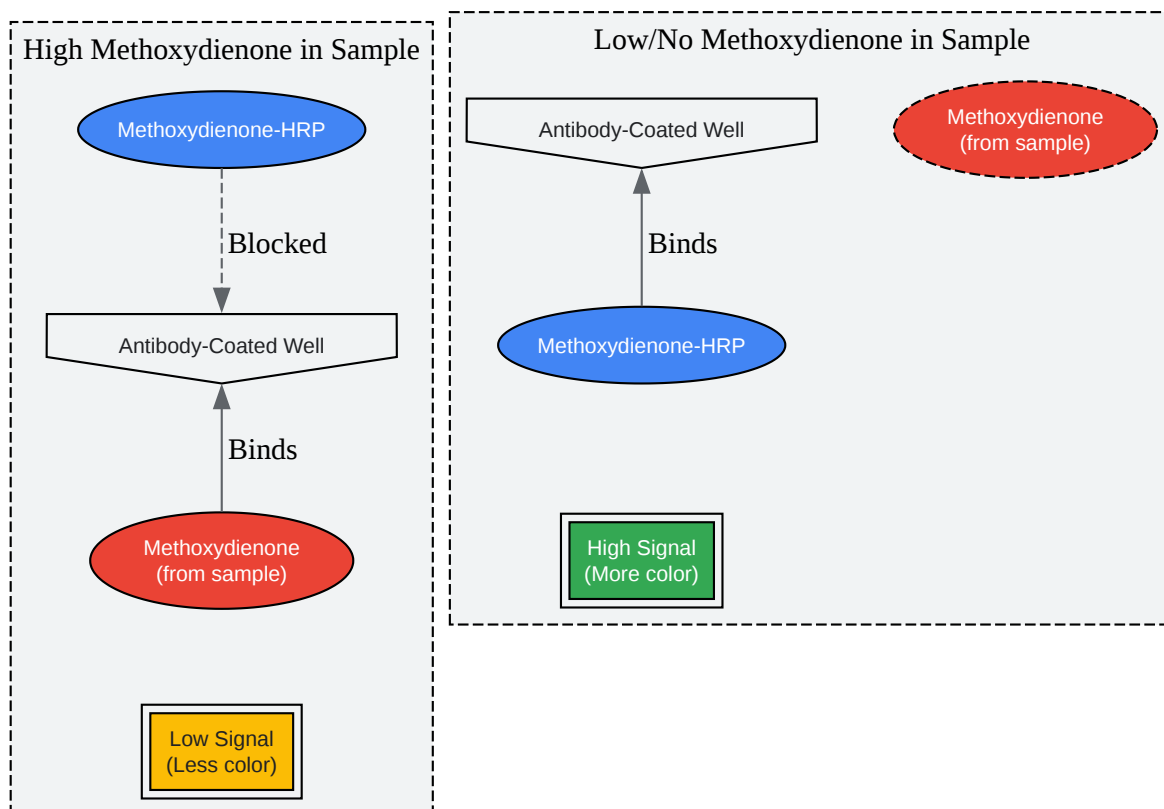 High Methoxydienone in Sample
Methoxydienone-HRP
Blocked
Antibody-Coated Well
Binds
Methoxydienone
(from sample)
Low Signal
(Less color)
Low/No Methoxydienone in Sample
Antibody-Coated Well
Methoxydienone
(from sample)
Binds
Methoxydienone-HRP
High Signal
(More color)